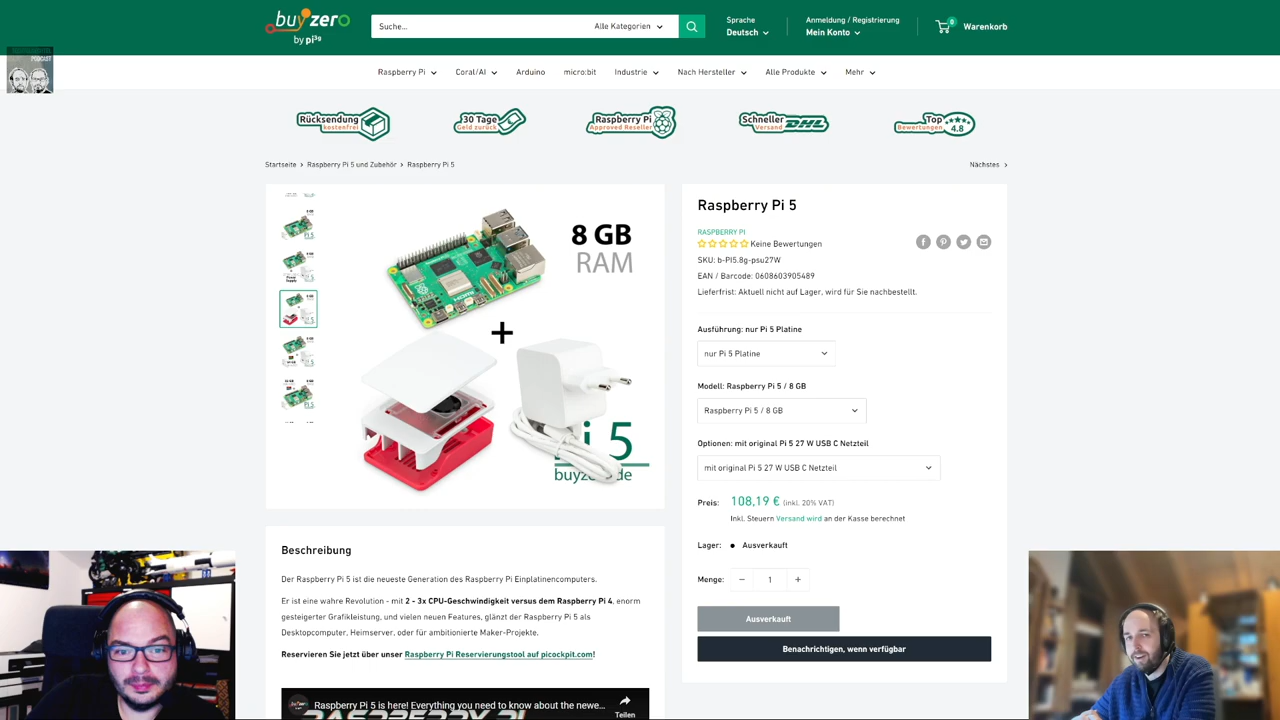 buyzero
by pi³⁹
Suche...
Alle Kategorien
Sprache
Deutsch
Anmeldung / Registrierung
Mein Konto
0
Warenkorb
PODCAST
Raspberry Pi
Coral/AI
Arduino
micro:bit
Industrie
Nach Hersteller
Alle Produkte
Mehr
Rücksendung
kostenfrei
30 Tage
Geld zurück
Raspberry Pi
Approved Reseller
Schneller
Versand
DHL
Top
Bewertungen
4.8
Startseite › Raspberry Pi 5 und Zubehör › Raspberry Pi 5
Nächstes ›
8 GB
RAM
+
Pi 5
buyzero.de
Raspberry Pi 5
RASPBERRY PI
Keine Bewertungen
SKU: b-PI5.8g-psu27W
EAN / Barcode: 0608603905489
Lieferfrist: Aktuell nicht auf Lager, wird für Sie nachbestellt.
Ausführung: nur Pi 5 Platine
nur Pi 5 Platine
Modell: Raspberry Pi 5 / 8 GB
Raspberry Pi 5 / 8 GB
Optionen: mit original Pi 5 27 W USB C Netzteil
mit original Pi 5 27 W USB C Netzteil
Preis: 108,19 € (inkl. 20% VAT)
Inkl. Steuern Versand wird an der Kasse berechnet
Lager: Ausverkauft
Menge: − 1 +
Ausverkauft
Benachrichtigen, wenn verfügbar
Beschreibung
Der Raspberry Pi 5 ist die neueste Generation des Raspberry Pi Einplatinencomputers.
Er ist eine wahre Revolution - mit 2 - 3x CPU-Geschwindigkeit versus dem Raspberry Pi 4, enorm
gesteigerter Grafikleistung, und vielen neuen Features, glänzt der Raspberry Pi 5 als
Desktopcomputer, Heimserver, oder für ambitionierte Maker-Projekte.
Reservieren Sie jetzt über unser Raspberry Pi Reservierungstool auf picockpit.com!
Raspberry Pi 5 is here! Everything you need to know about the newe...
Teilen
RASPBERRY PI